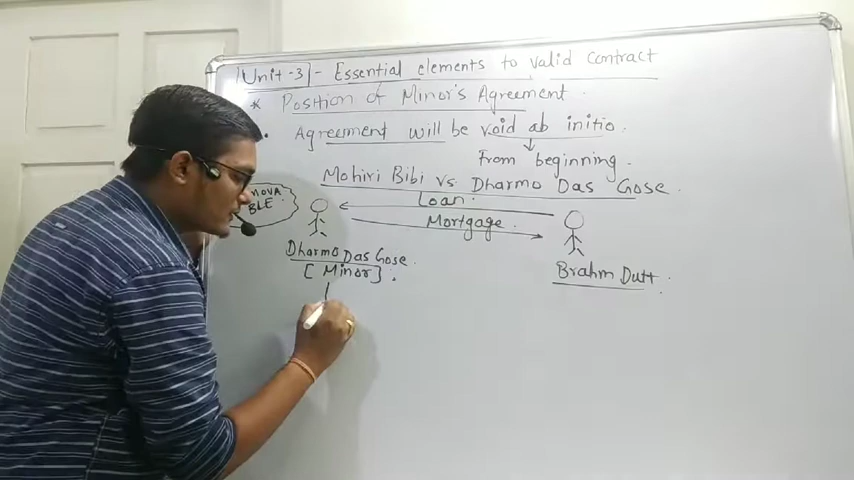 Unit-3] - Essential elements to valid contract
* Position of Minor's Agreement
• Agreement will be void ab initio.
From beginning.
Mohiri Bibi vs. Dharmo Das Gose.
NOVA
BLE.
Loan.
Mortgage.
Dharmo Das Gose.
[Minor].
Brahm Dutt.